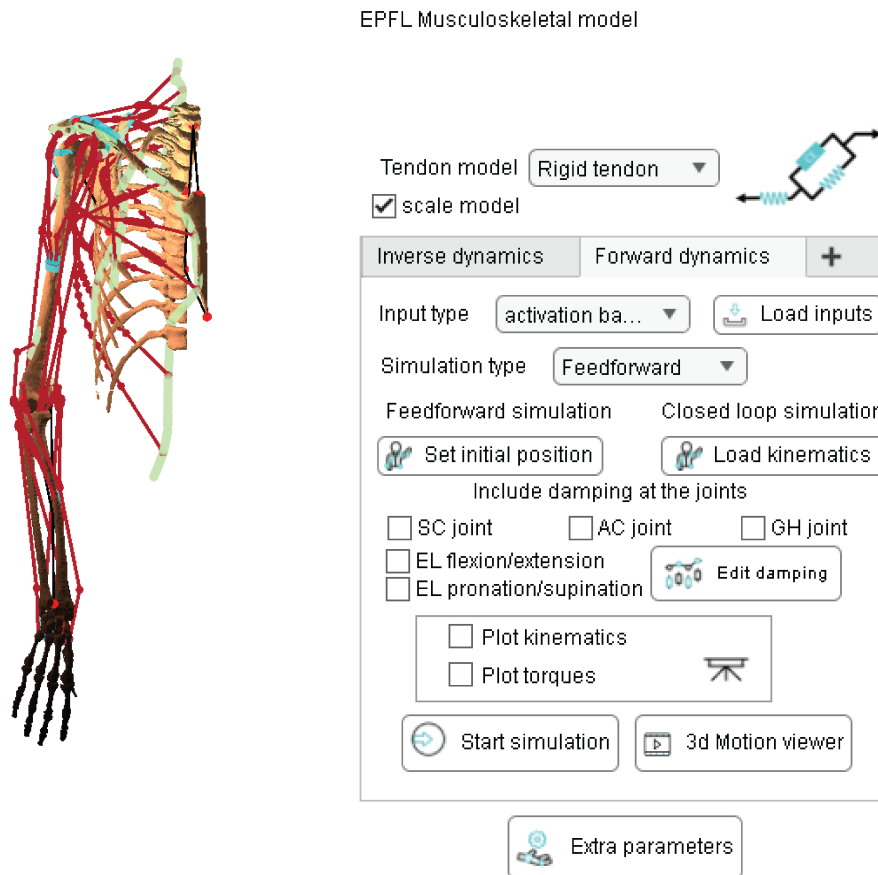 EPFL Musculoskeletal model
Tendon model Rigid tendon
scale model
Inverse dynamics Forward dynamics +
Input type activation ba... Load inputs
Simulation type Feedforward
Feedforward simulation Closed loop simulation
Set initial position Load kinematics
Include damping at the joints
SC joint AC joint GH joint
EL flexion/extension
Edit damping
EL pronation/supination
Plot kinematics
Plot torques
Start simulation 3d Motion viewer
Extra parameters